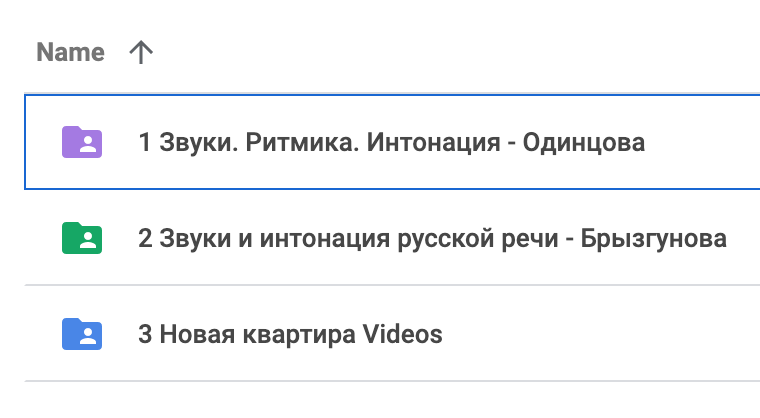 Name
1 Звуки. Ритмика. Интонация - Одинцова
2 Звуки и интонация русской речи - Брызгунова
3 Новая квартира Videos